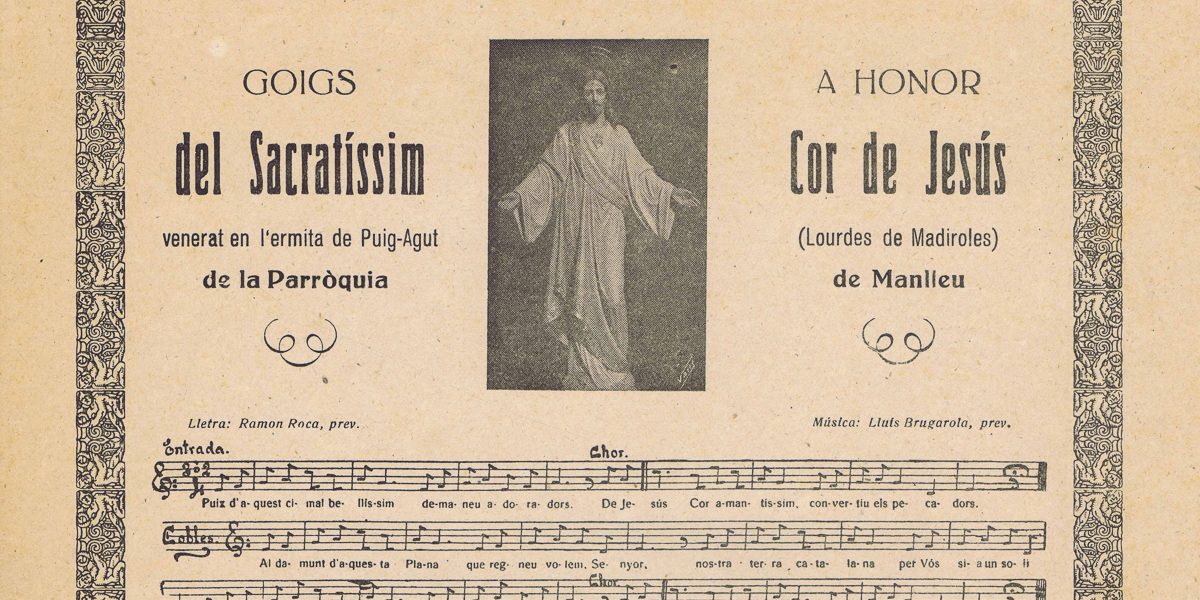 GOIGS
del Sacratíssim
venerat en l'ermita de Puig-Agut
de la Parròquia
A HONOR
Cor de Jesús
(Lourdes de Madiroles)
de Manlleu
Lletra: Ramon Roca, prev.
Música: Lluís Brugarola, prev.
Entrada.
Chor.
Puix d'a-quest ci-mal be-llís-sim de-ma-neu a-do-ra-dors. De Je-sús Cor a-man-tís-sim, con-ver-tiu els pe-ca-dors.
Cobles.
Al da-munt d'a-ques-ta Pla-na que reg-neu vo-lem, Se-nyor, nos-tra ter-ra ca-ta-la-na per Vós si-a un so-li
Chor.